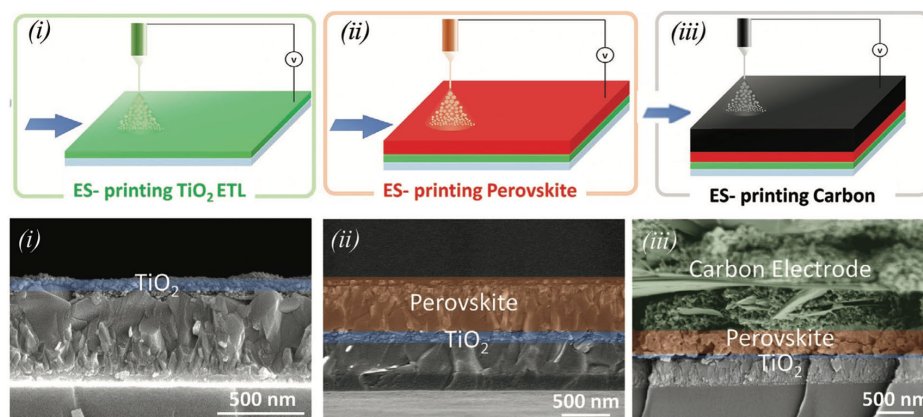 (i)
V
ES- printing TiO₂ ETL
(ii)
V
ES- printing Perovskite
(iii)
V
ES- printing Carbon
(i)
TiO₂
500 nm
(ii)
Perovskite
TiO₂
500 nm
(iii)
Carbon Electrode
Perovskite
TiO₂
500 nm